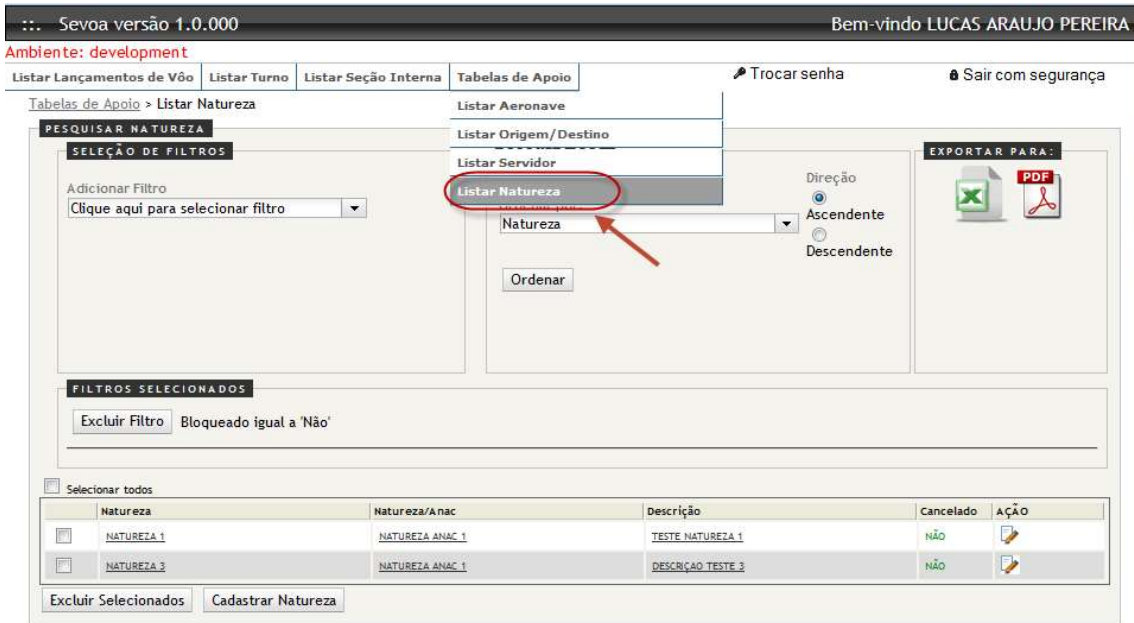 ::. Sevoa versão 1.0.000 Bem-vindo LUCAS ARAUJO PEREIRA
Ambiente: development
Listar Lançamentos de Vôo Listar Turno Listar Seção Interna Tabelas de Apoio Trocar senha Sair com segurança
Tabelas de Apoio > Listar Natureza
Listar Aeronave
PESQUISAR NATUREZA
Listar Origem/Destino
SELEÇÃO DE FILTROS
EXPORTAR PARA:
Listar Servidor
Adicionar Filtro
Listar Natureza
Direção
PDF
Clique aqui para selecionar filtro
Ascendente
Natureza
Descendente
Ordenar
FILTROS SELECIONADOS
Excluir Filtro Bloqueado igual a 'Não'
Selecionar todos
Natureza Natureza/Anac Descrição Cancelado AÇÃO
NATUREZA 1 NATUREZA ANAC 1 TESTE NATUREZA 1 NÃO
NATUREZA 3 NATUREZA ANAC 1 DESCRIÇAO TESTE 3 NÃO
Excluir Selecionados Cadastrar Natureza